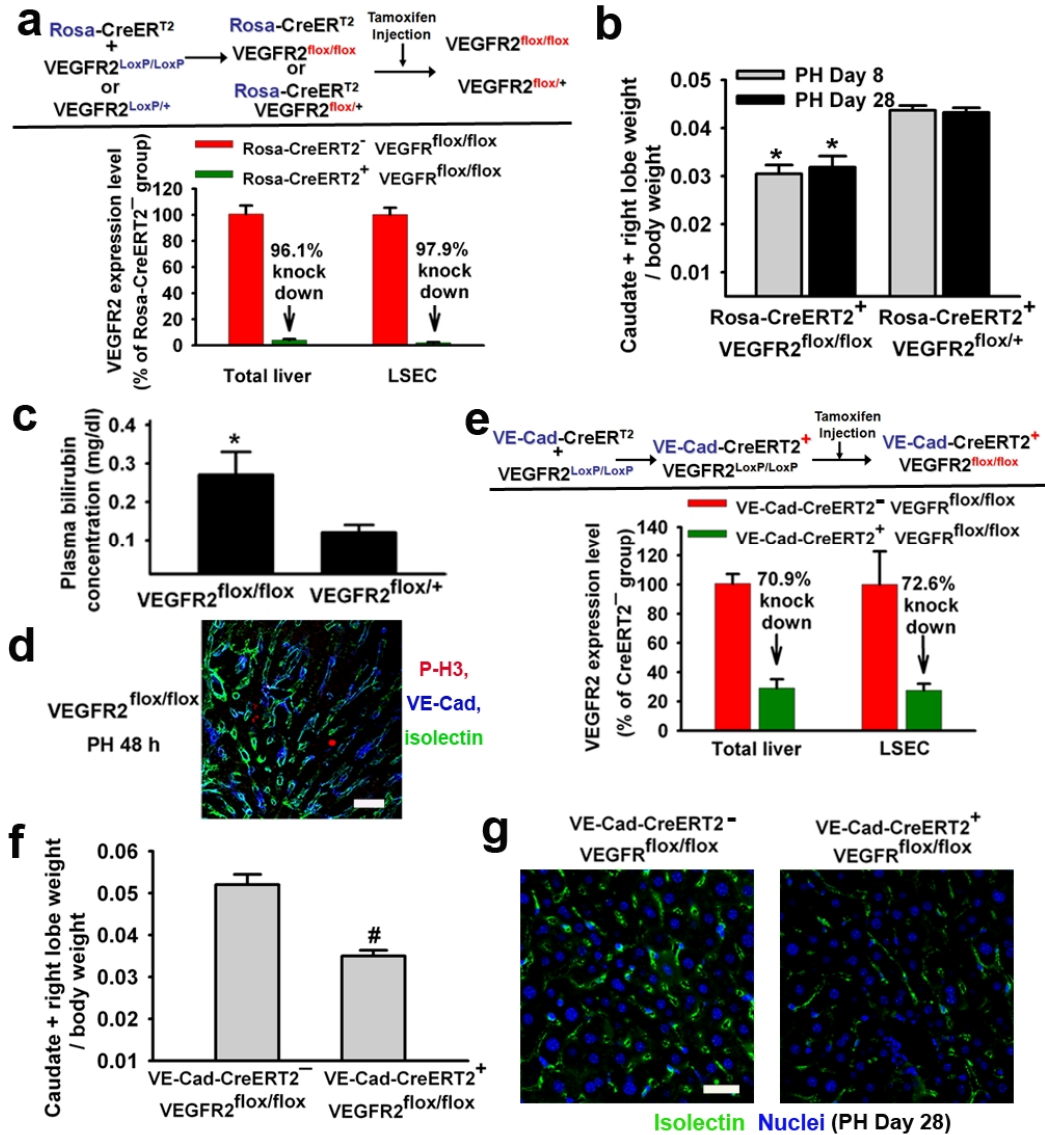 a
Rosa-CreER^T2
+
VEGFR2^LoxP/LoxP
or
VEGFR2^LoxP/+
Rosa-CreER^T2
VEGFR2^flox/flox
or
Rosa-CreER^T2
VEGFR2^flox/+
Tamoxifen
Injection
VEGFR2^flox/flox
VEGFR2^flox/+
Rosa-CreERT2^- VEGFR^flox/flox
Rosa-CreERT2^+ VEGFR^flox/flox
VEGFR2 expression level
(% of Rosa-CreERT2^- group)
120
100
80
60
40
20
0
96.1%
knock
down
97.9%
knock
down
Total liver
LSEC
b
PH Day 8
PH Day 28
Caudate + right lobe weight
/ body weight
0.05
0.04
0.03
0.02
0.01
*
*
Rosa-CreERT2^+
VEGFR2^flox/flox
Rosa-CreERT2^+
VEGFR2^flox/+
c
Plasma bilirubin
concentration (mg/dl)
0.4
0.3
0.2
0.1
*
VEGFR2^flox/flox
VEGFR2^flox/+
d
VEGFR2^flox/flox
PH 48 h
P-H3,
VE-Cad,
isolectin
e
VE-Cad-CreER^T2
+
VEGFR2^LoxP/LoxP
VE-Cad-CreERT2^+
VEGFR2^LoxP/LoxP
Tamoxifen
Injection
VE-Cad-CreERT2^+
VEGFR2^flox/flox
VE-Cad-CreERT2^- VEGFR^flox/flox
VE-Cad-CreERT2^+ VEGFR^flox/flox
VEGFR2 expression level
(% of CreERT2^- group)
140
120
100
80
60
40
20
0
70.9%
knock
down
72.6%
knock
down
Total liver
LSEC
f
Caudate + right lobe weight
/ body weight
0.06
0.05
0.04
0.03
0.02
0.01
#
VE-Cad-CreERT2^-
VEGFR2^flox/flox
VE-Cad-CreERT2^+
VEGFR2^flox/flox
g
VE-Cad-CreERT2^-
VEGFR^flox/flox
VE-Cad-CreERT2^+
VEGFR^flox/flox
Isolectin Nuclei (PH Day 28)